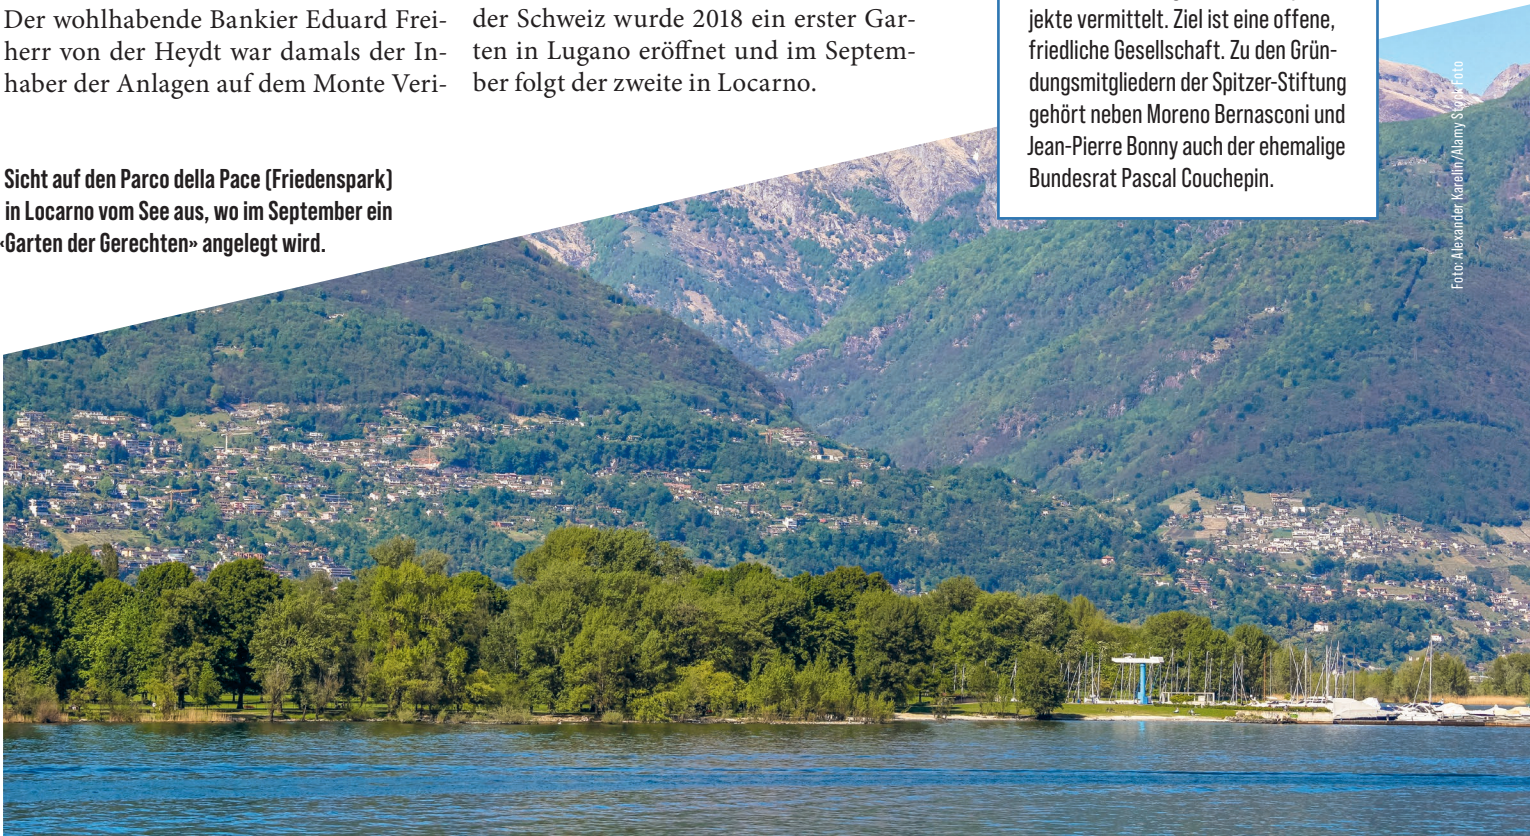 Der wohlhabende Bankier Eduard Frei-
herr von der Heydt war damals der In-
haber der Anlagen auf dem Monte Veri-
der Schweiz wurde 2018 ein erster Gar-
ten in Lugano eröffnet und im Septem-
ber folgt der zweite in Locarno.
jekte vermittelt. Ziel ist eine offene,
friedliche Gesellschaft. Zu den Grün-
dungsmitgliedern der Spitzer-Stiftung
gehört neben Moreno Bernasconi und
Jean-Pierre Bonny auch der ehemalige
Bundesrat Pascal Couchepin.
Sicht auf den Parco della Pace (Friedenspark)
in Locarno vom See aus, wo im September ein
«Garten der Gerechten» angelegt wird.
Foto: Alexander Karelin/Alamy Stock Foto